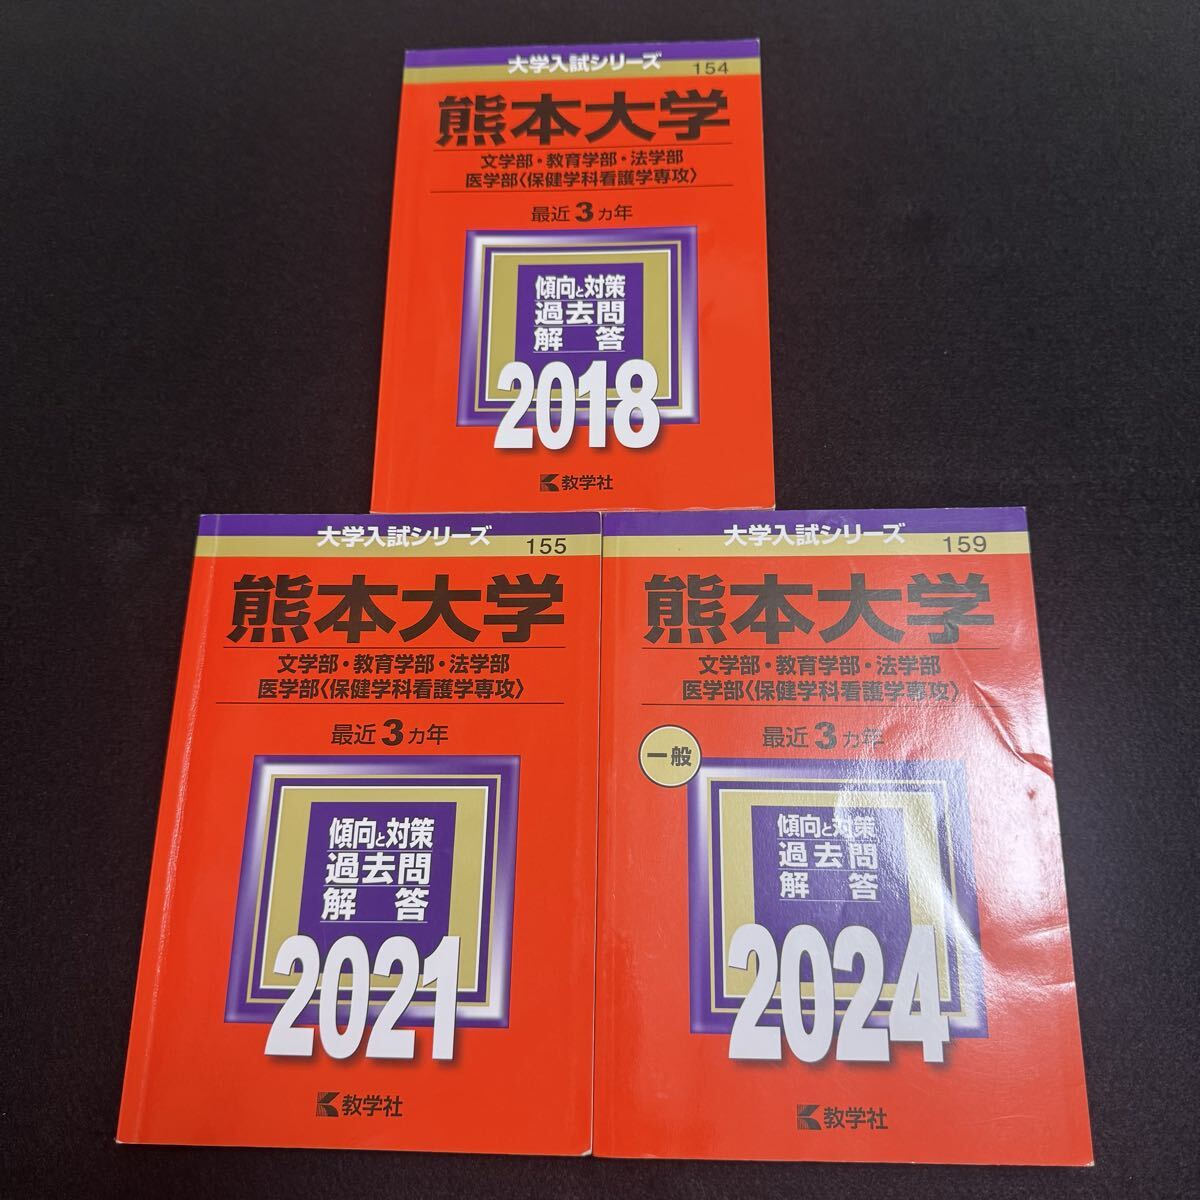 大学入試シリーズ
154
熊本大学
文学部・教育学部・法学部
医学部〈保健学科看護学専攻〉
最近3カ年
傾向と対策
過去問
解答
2018
教学社
大学入試シリーズ
155
熊本大学
文学部・教育学部・法学部
医学部〈保健学科看護学専攻〉
最近3カ年
傾向と対策
過去問
解答
2021
教学社
大学入試シリーズ
159
熊本大学
文学部・教育学部・法学部
医学部〈保健学科看護学専攻〉
最近3カ年
一般
傾向と対策
過去問
解答
2024
教学社